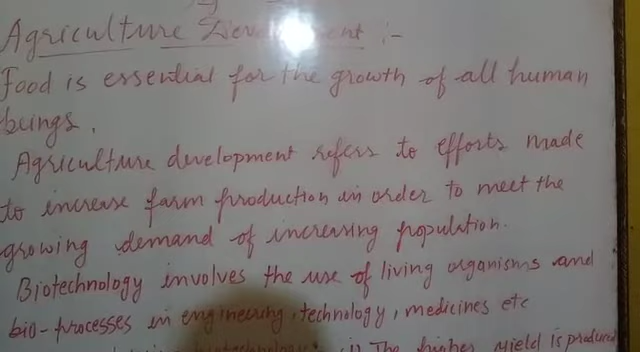 Agriculture Development :-
Food is essential for the growth of all human
beings.
Agriculture development refers to efforts made
to increase farm production in order to meet the
growing demand of increasing population.
Biotechnology involves the use of living organisms and
bio-processes in engineering, technology, medicines etc
i) The higher yield is produced